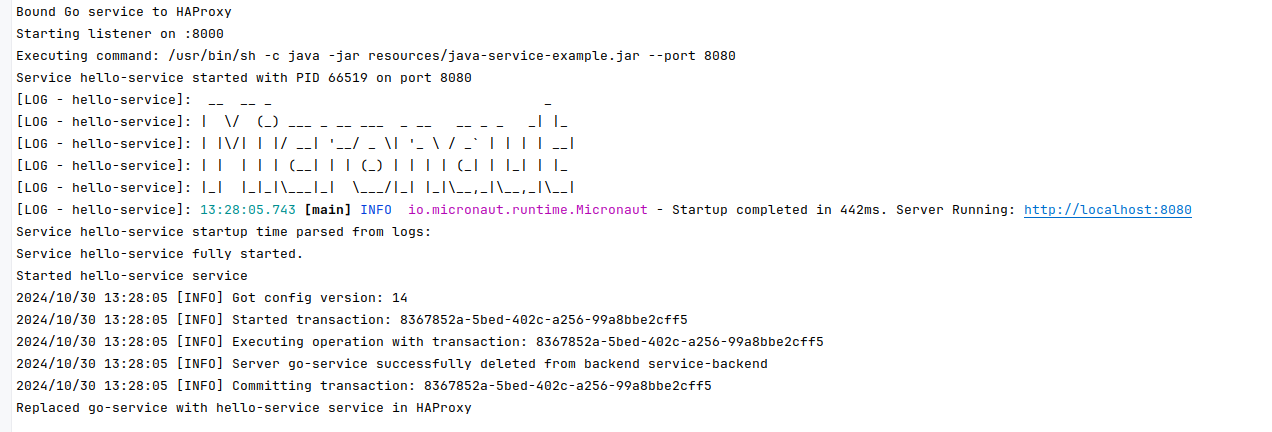 Bound Go service to HAProxy
Starting listener on :8000
Executing command: /usr/bin/sh -c java -jar resources/java-service-example.jar --port 8080
Service hello-service started with PID 66519 on port 8080
[LOG - hello-service]:  __  __ _                                  _
[LOG - hello-service]: |  \/  (_) ___ _ __ ___  _ __   __ _ _   _| |_
[LOG - hello-service]: | |\/| | |/ __| '__/ _ \| '_ \ / _` | | | | __|
[LOG - hello-service]: | |  | | | (__| | | (_) | | | | (_| | |_| | |_
[LOG - hello-service]: |_|  |_|_|\___|_|  \___/|_| |_|\__,_|\__,_|\__|
[LOG - hello-service]: 13:28:05.743 [main] INFO  io.micronaut.runtime.Micronaut - Startup completed in 442ms. Server Running: http://localhost:8080
Service hello-service startup time parsed from logs:
Service hello-service fully started.
Started hello-service service
2024/10/30 13:28:05 [INFO] Got config version: 14
2024/10/30 13:28:05 [INFO] Started transaction: 8367852a-5bed-402c-a256-99a8bbe2cff5
2024/10/30 13:28:05 [INFO] Executing operation with transaction: 8367852a-5bed-402c-a256-99a8bbe2cff5
2024/10/30 13:28:05 [INFO] Server go-service successfully deleted from backend service-backend
2024/10/30 13:28:05 [INFO] Committing transaction: 8367852a-5bed-402c-a256-99a8bbe2cff5
Replaced go-service with hello-service service in HAProxy